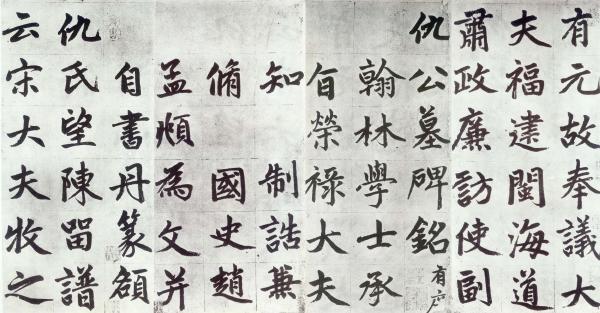 有元故奉議大
夫福建閩海道
肅政廉訪使副
仇公墓碑銘有序
翰林學士承
旨榮祿大夫
知制誥兼
脩國史趙
孟頫為文并
自書丹篆額
仇氏望陳留譜
云宋大夫牧之